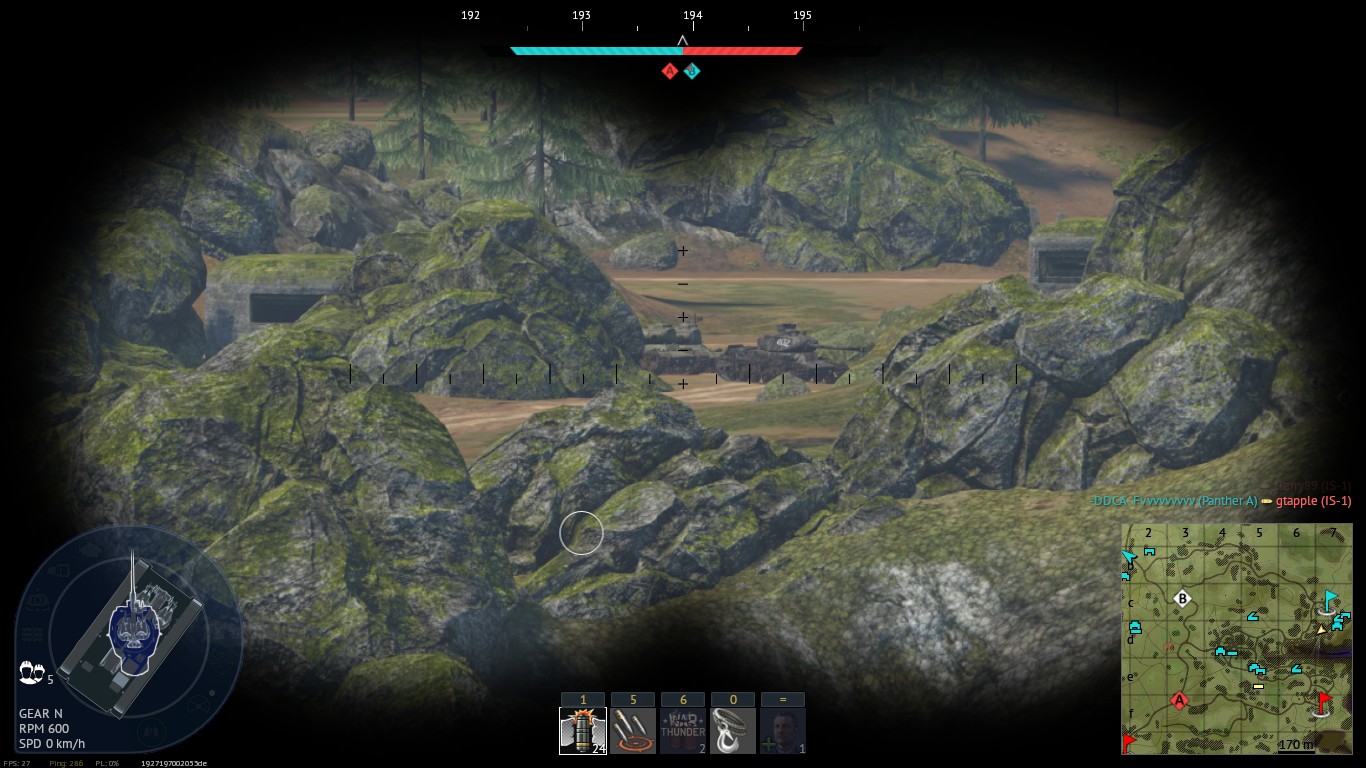 192 193 194 195
A B
402
-DDCA- Fvvvvvvvv (Panther A) gtapple (IS-1)
2 3 4 5 6 7
c
B
d
e
A
f
170 m
5
GEAR N
RPM 600
SPD 0 km/h
1 5 6 0 =
WAR
THUNDER
24 2 1
FPS: 27 Ping: 286 PL: 0% 1927197002053de